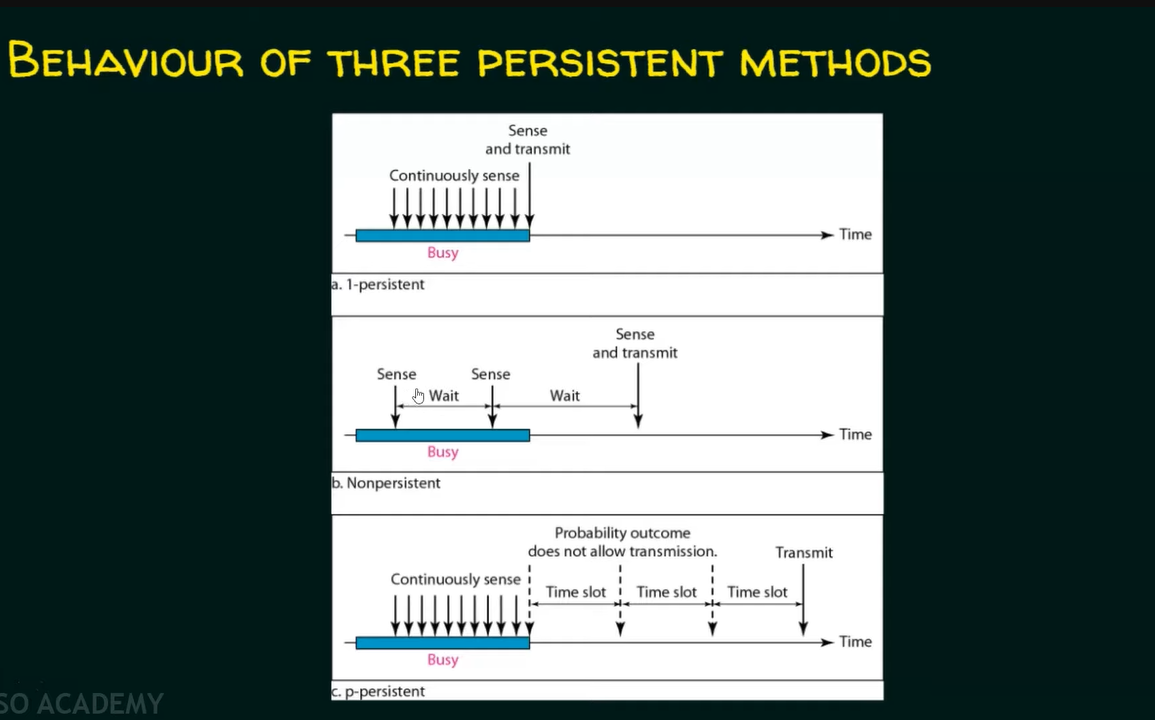 BEHAVIOUR OF THREE PERSISTENT METHODS
Sense
and transmit
Continuously sense
Time
Busy
a. 1-persistent
Sense
and transmit
Sense
Sense
Wait
Wait
Time
Busy
b. Nonpersistent
Probability outcome
does not allow transmission.
Transmit
Continuously sense
Time slot
Time slot
Time slot
Time
Busy
c. p-persistent
SO ACADEMY